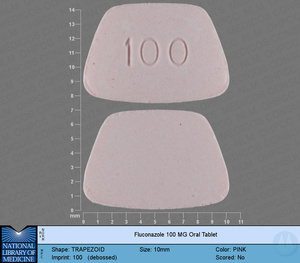 14
13
12
11
10
9
8
7
6
5
4
3
2
1
mm
0 1 2 3 4 5 6 7 8 9 10 11
100
Fluconazole 100 MG Oral Tablet
NATIONAL
LIBRARY OF
MEDICINE
Shape: TRAPEZOID Size: 10mm Color: PINK
Imprint: 100 (debossed) Scored: No